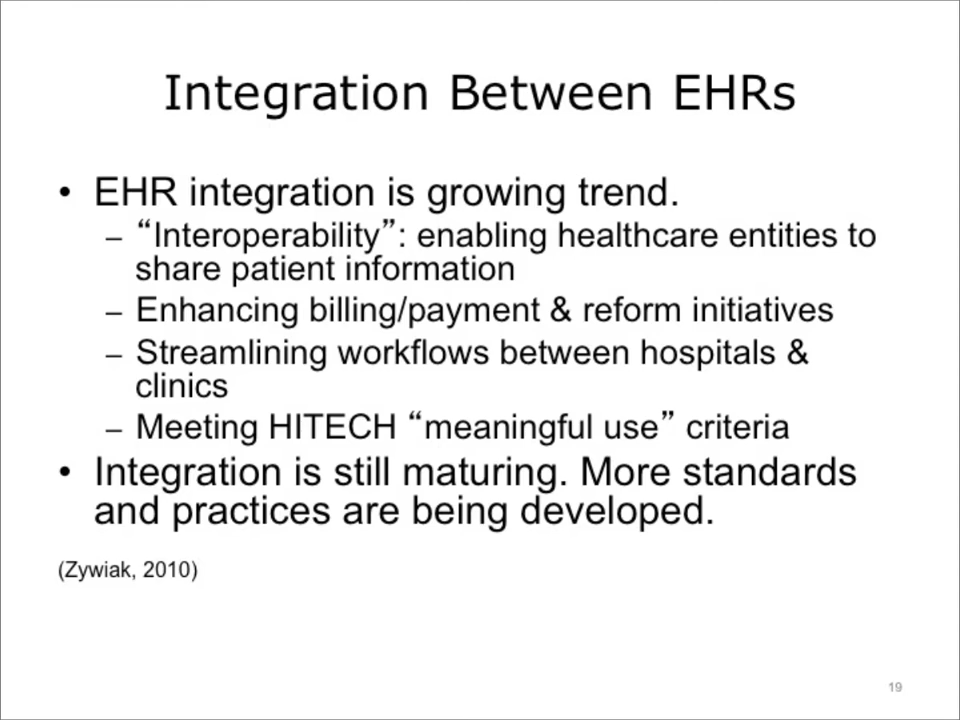 Integration Between EHRs
• EHR integration is growing trend.
– “Interoperability”: enabling healthcare entities to
share patient information
– Enhancing billing/payment & reform initiatives
– Streamlining workflows between hospitals &
clinics
– Meeting HITECH “meaningful use” criteria
• Integration is still maturing. More standards
and practices are being developed.
(Zywiak, 2010)
19